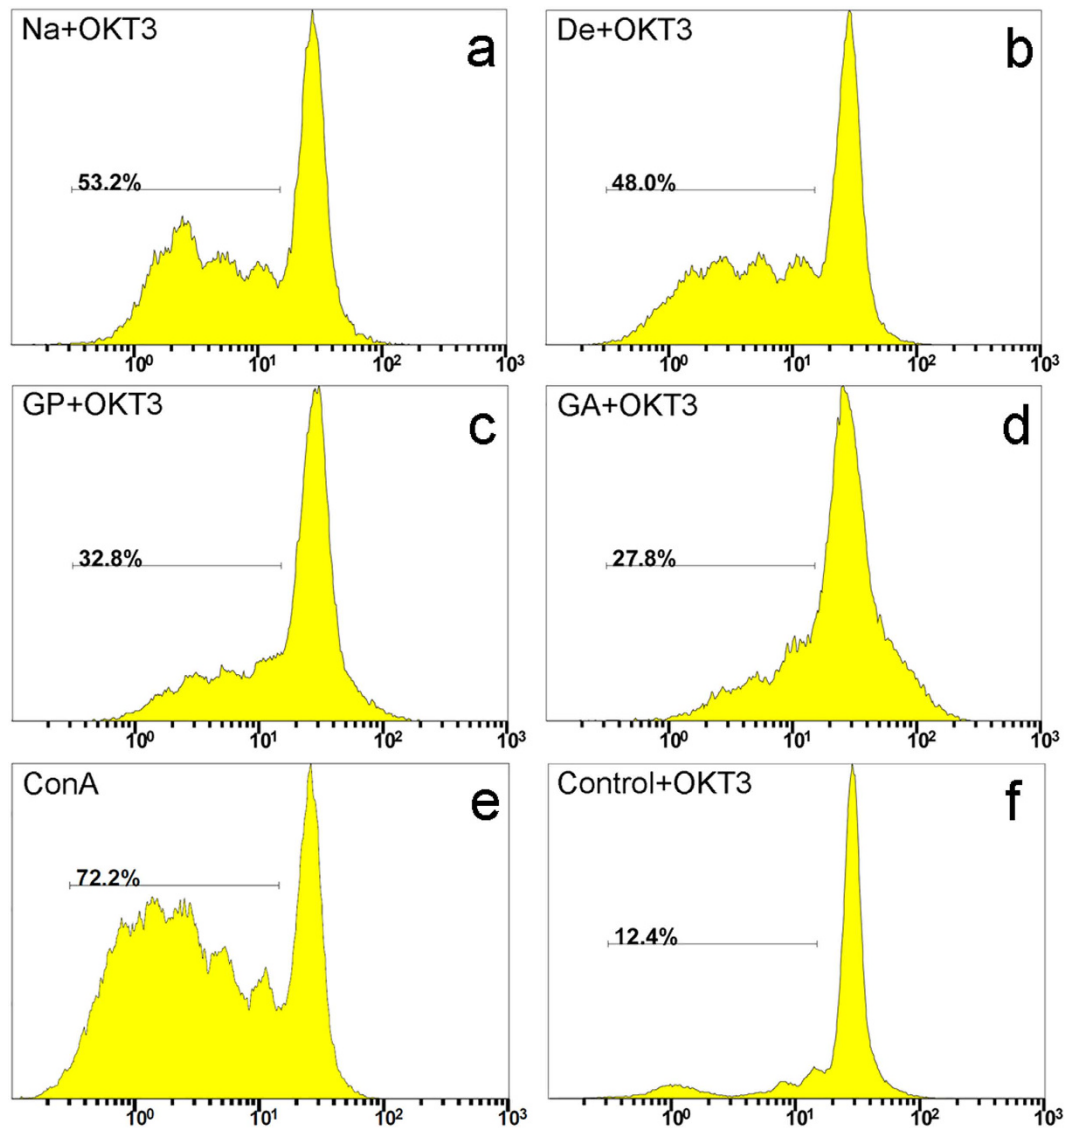 Na+OKT3
a
53.2%
10⁰ 10¹ 10² 10³
De+OKT3
b
48.0%
10⁰ 10¹ 10² 10³
GP+OKT3
c
32.8%
10⁰ 10¹ 10² 10³
GA+OKT3
d
27.8%
10⁰ 10¹ 10² 10³
ConA
e
72.2%
10⁰ 10¹ 10² 10³
Control+OKT3
f
12.4%
10⁰ 10¹ 10² 10³